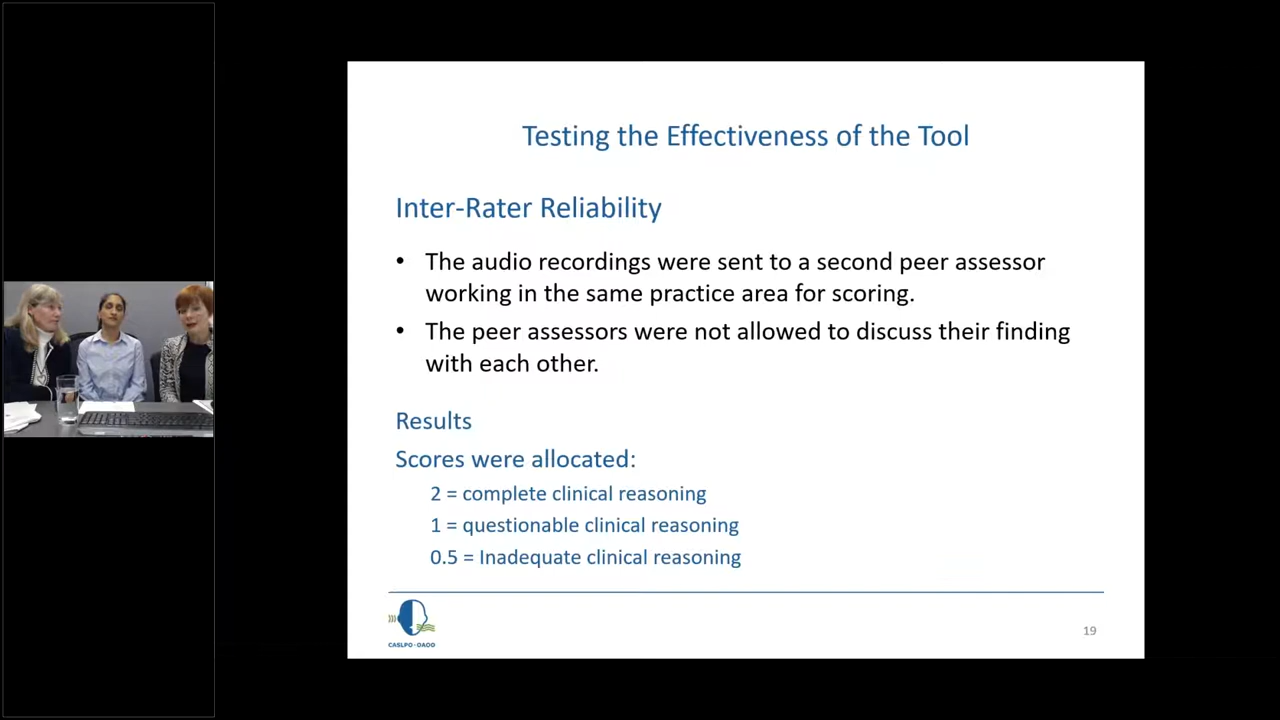 Testing the Effectiveness of the Tool
Inter-Rater Reliability
• The audio recordings were sent to a second peer assessor
working in the same practice area for scoring.
• The peer assessors were not allowed to discuss their finding
with each other.
Results
Scores were allocated:
2 = complete clinical reasoning
1 = questionable clinical reasoning
0.5 = Inadequate clinical reasoning
CASLPO•OAOO
19